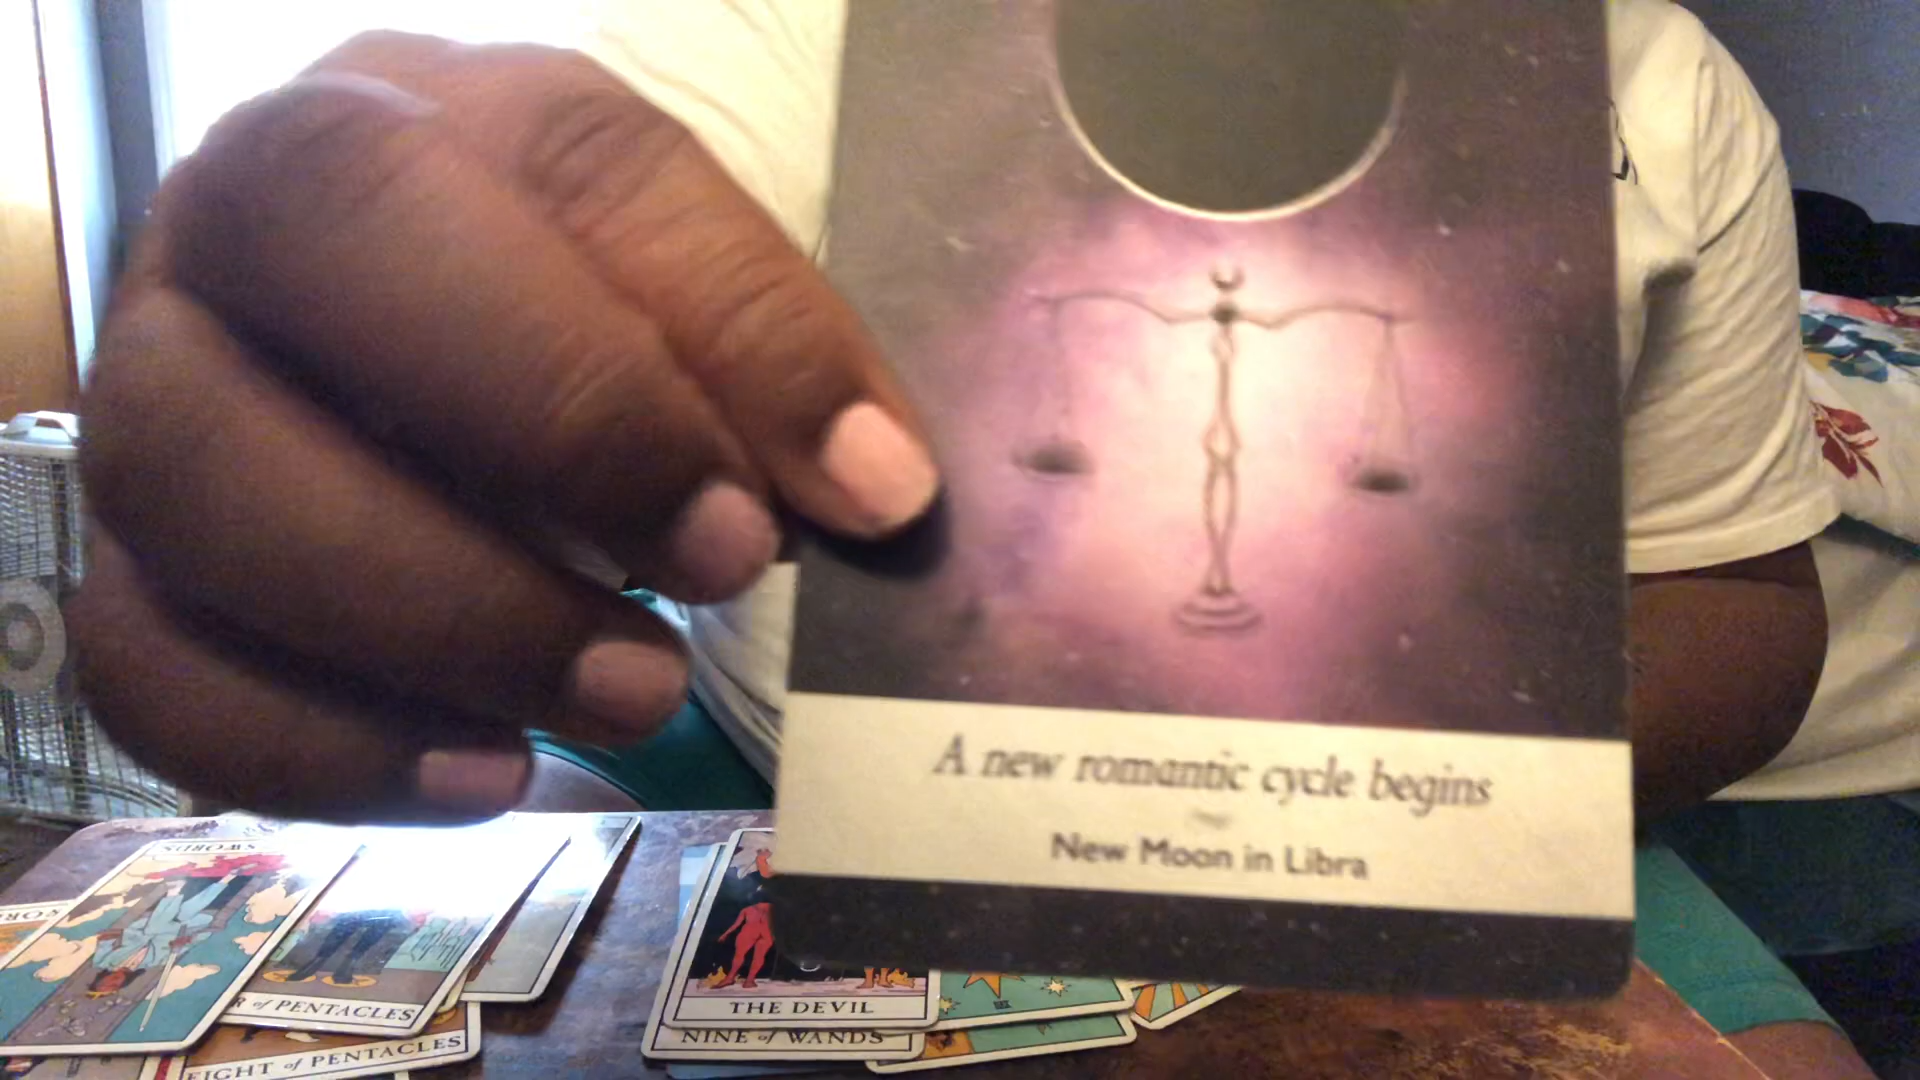 A new romantic cycle begins
New Moon in Libra
SWORDS
R of PENTACLES
EIGHT of PENTACLES
THE DEVIL
NINE of WANDS